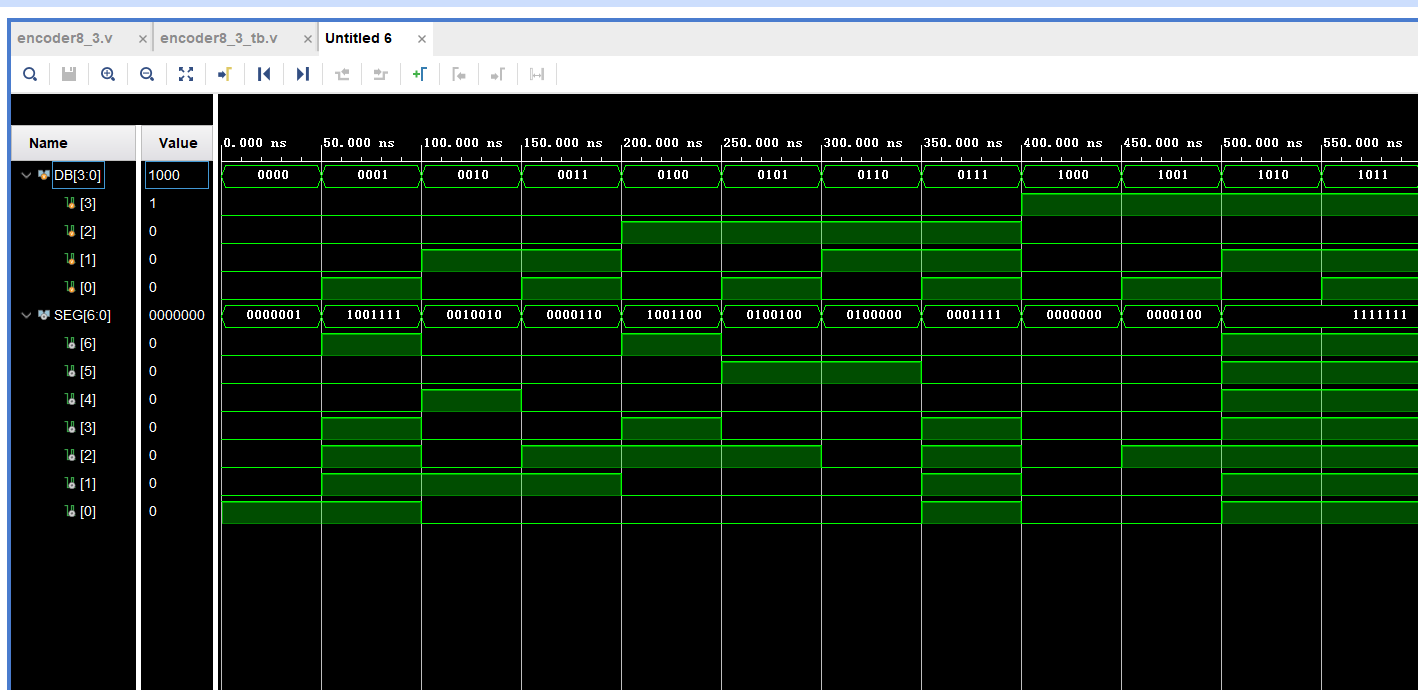 encoder8_3.v × encoder8_3_tb.v × Untitled 6 ×
Name Value 0.000 ns 50.000 ns 100.000 ns 150.000 ns 200.000 ns 250.000 ns 300.000 ns 350.000 ns 400.000 ns 450.000 ns 500.000 ns 550.000 ns
DB[3:0] 1000 0000 0001 0010 0011 0100 0101 0110 0111 1000 1001 1010 1011
[3] 1
[2] 0
[1] 0
[0] 0
SEG[6:0] 0000000 0000001 1001111 0010010 0000110 1001100 0100100 0100000 0001111 0000000 0000100 1111111
[6] 0
[5] 0
[4] 0
[3] 0
[2] 0
[1] 0
[0] 0